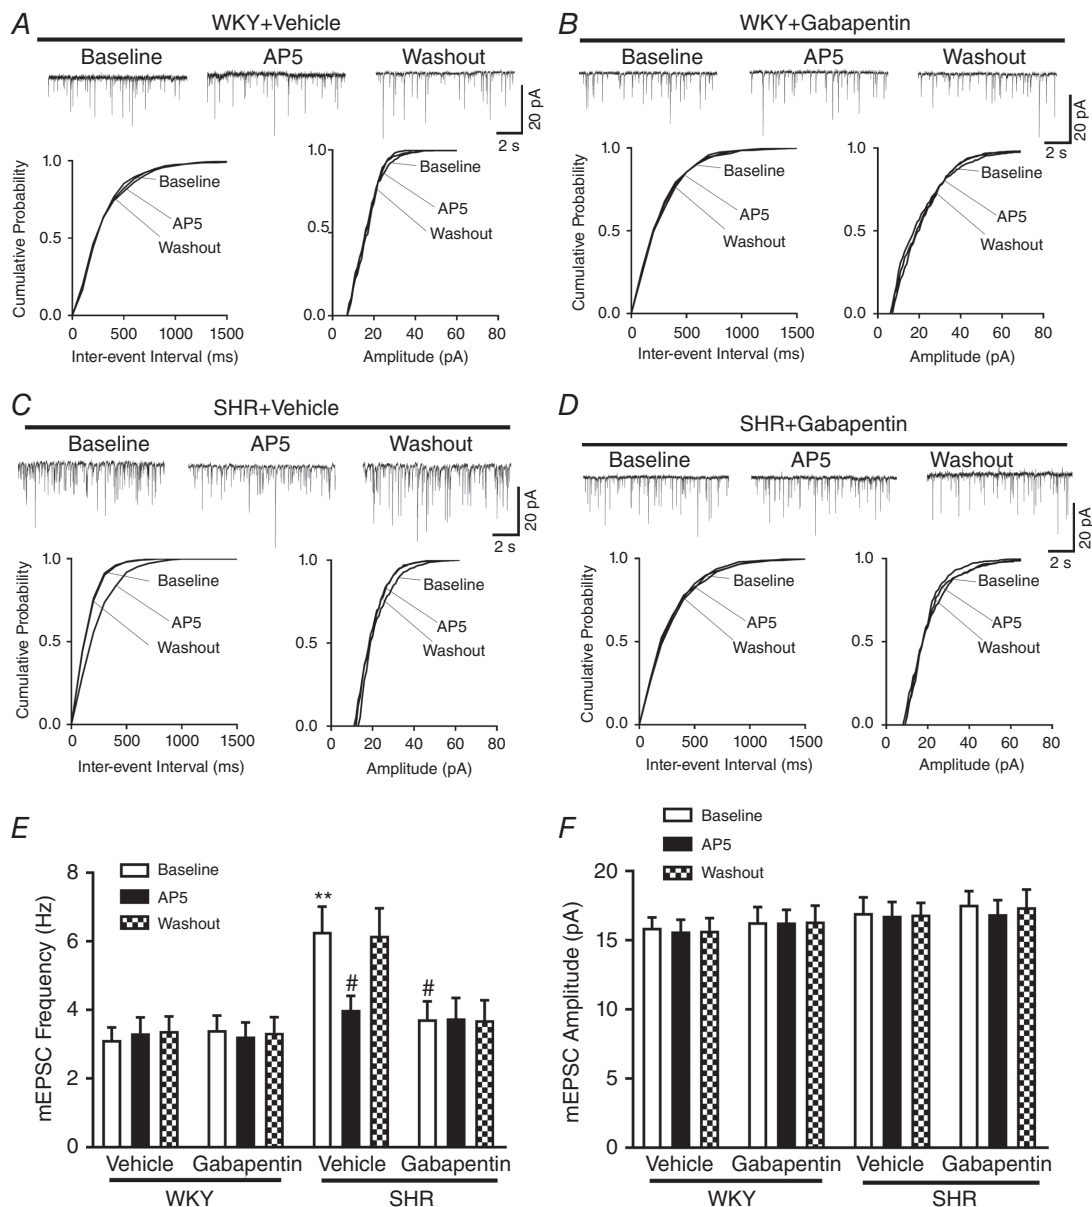 A
WKY+Vehicle
Baseline
AP5
Washout
20 pA
2 s
Cumulative Probability
1.0
0.5
0.0
Baseline
AP5
Washout
0
500
1000
1500
Inter-event Interval (ms)
1.0
0.5
0.0
Baseline
AP5
Washout
0
20
40
60
80
Amplitude (pA)
B
WKY+Gabapentin
Baseline
AP5
Washout
20 pA
2 s
Cumulative Probability
1.0
0.5
0.0
Baseline
AP5
Washout
0
500
1000
1500
Inter-event Interval (ms)
1.0
0.5
0.0
Baseline
AP5
Washout
0
20
40
60
80
Amplitude (pA)
C
SHR+Vehicle
Baseline
AP5
Washout
20 pA
2 s
Cumulative Probability
1.0
0.5
0.0
Baseline
AP5
Washout
0
500
1000
1500
Inter-event Interval (ms)
1.0
0.5
0.0
Baseline
AP5
Washout
0
20
40
60
80
Amplitude (pA)
D
SHR+Gabapentin
Baseline
AP5
Washout
20 pA
2 s
Cumulative Probability
1.0
0.5
0.0
Baseline
AP5
Washout
0
500
1000
1500
Inter-event Interval (ms)
1.0
0.5
0.0
Baseline
AP5
Washout
0
20
40
60
80
Amplitude (pA)
E
Baseline
AP5
Washout
mEPSC Frequency (Hz)
8
6
4
2
0
**
#
#
Vehicle
Gabapentin
Vehicle
Gabapentin
WKY
SHR
F
Baseline
AP5
Washout
mEPSC Amplitude (pA)
20
15
10
5
0
Vehicle
Gabapentin
Vehicle
Gabapentin
WKY
SHR